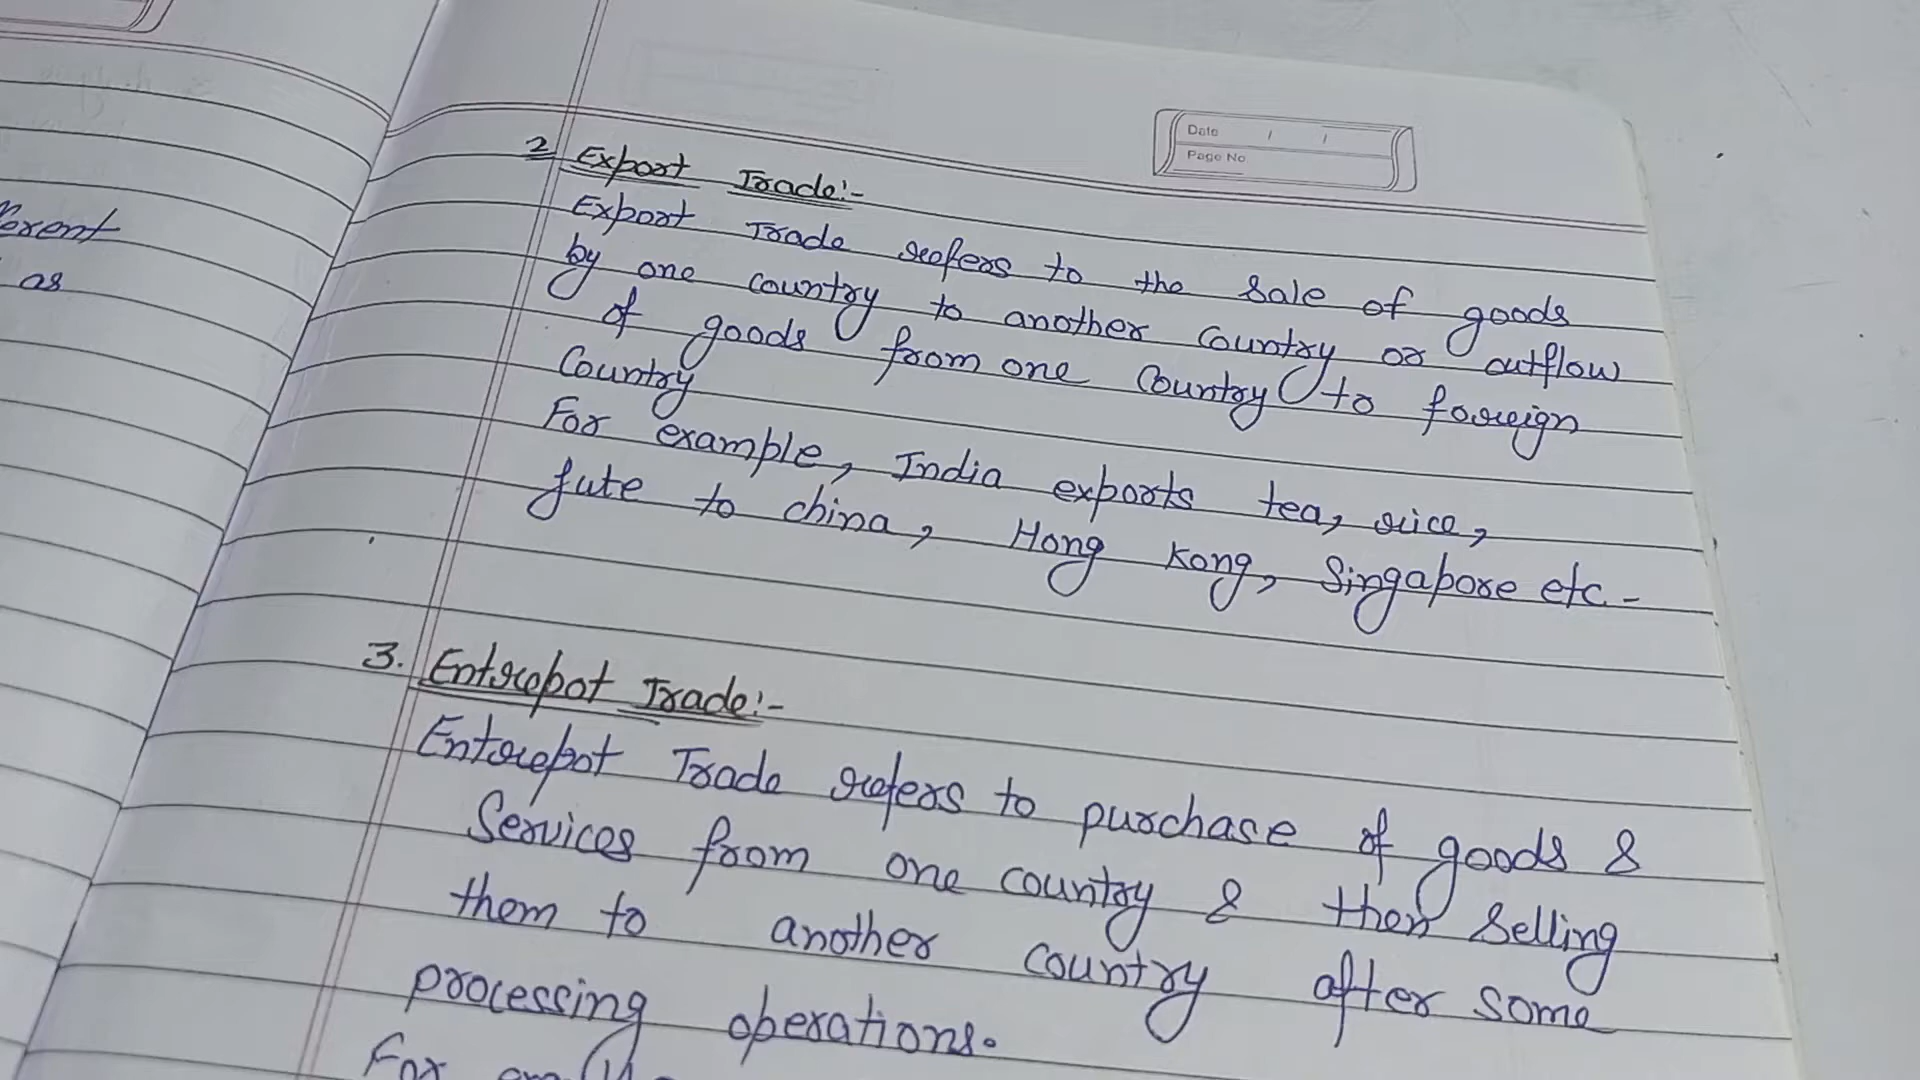 erent
as
Date / /
Page No
2 Export Trade:-
Export Trade refers to the sale of goods
by one country to another country or outflow
of goods from one country to foreign
Country
For example, India exports tea, rice,
Jute to china, Hong Kong, Singapore etc.-
3. Entrepot Trade:-
Entrepot Trade refers to purchase of goods &
Services from one country & then selling
them to another country after some
processing operations.
For